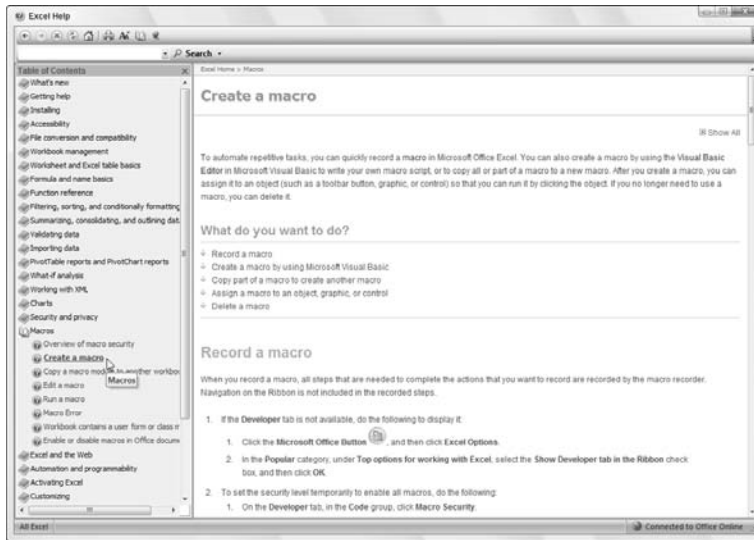 Excel Help
Search
Table of Contents
What's new
Getting help
Installing
Accessibility
File conversion and compatibility
Workbook management
Worksheet and Excel table basics
Formula and name basics
Function reference
Filtering, sorting, and conditionally formatting
Summarizing, consolidating, and outlining dat
Validating data
Importing data
PivotTable reports and PivotChart reports
What-if analysis
Working with XML
Charts
Security and privacy
Macros
Overview of macro security
Create a macro
Copy a macro module to another workboo
Macros
Edit a macro
Run a macro
Macro Error
Workbook contains a user form or class m
Enable or disable macros in Office docume
Excel and the Web
Automation and programmability
Activating Excel
Customizing
Excel Home > Macros
Create a macro
Show All
To automate repetitive tasks, you can quickly record a macro in Microsoft Office Excel. You can also create a macro by using the Visual Basic
Editor in Microsoft Visual Basic to write your own macro script, or to copy all or part of a macro to a new macro. After you create a macro, you can
assign it to an object (such as a toolbar button, graphic, or control) so that you can run it by clicking the object. If you no longer need to use a
macro, you can delete it.
What do you want to do?
Record a macro
Create a macro by using Microsoft Visual Basic
Copy part of a macro to create another macro
Assign a macro to an object, graphic, or control
Delete a macro
Record a macro
When you record a macro, all steps that are needed to complete the actions that you want to record are recorded by the macro recorder.
Navigation on the Ribbon is not included in the recorded steps.
1. If the Developer tab is not available, do the following to display it:
1. Click the Microsoft Office Button , and then click Excel Options.
2. In the Popular category, under Top options for working with Excel, select the Show Developer tab in the Ribbon check
box, and then click OK.
2. To set the security level temporarily to enable all macros, do the following:
1. On the Developer tab, in the Code group, click Macro Security.
All Excel
Connected to Office Online